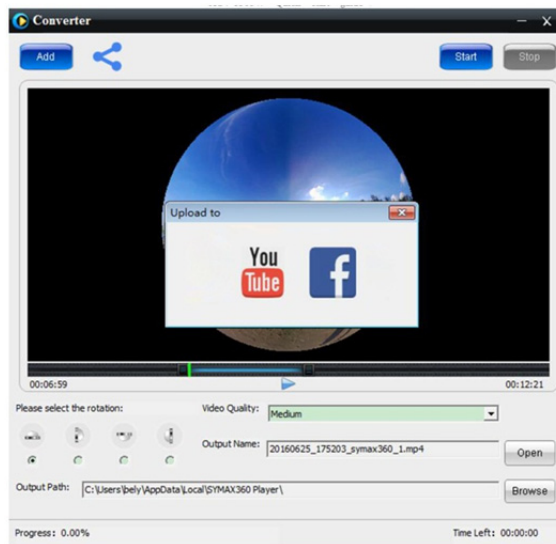 Converter
Add
Start
Stop
Upload to
You
Tube
f
00:06:59
00:12:21
Please select the rotation:
Video Quality:
Medium
Output Name:
20160625_175203_symax360_1.mp4
Open
Output Path:
C:\Users\bely\AppData\Local\SYMAX360 Player\
Browse
Progress: 0.00%
Time Left: 00:00:00